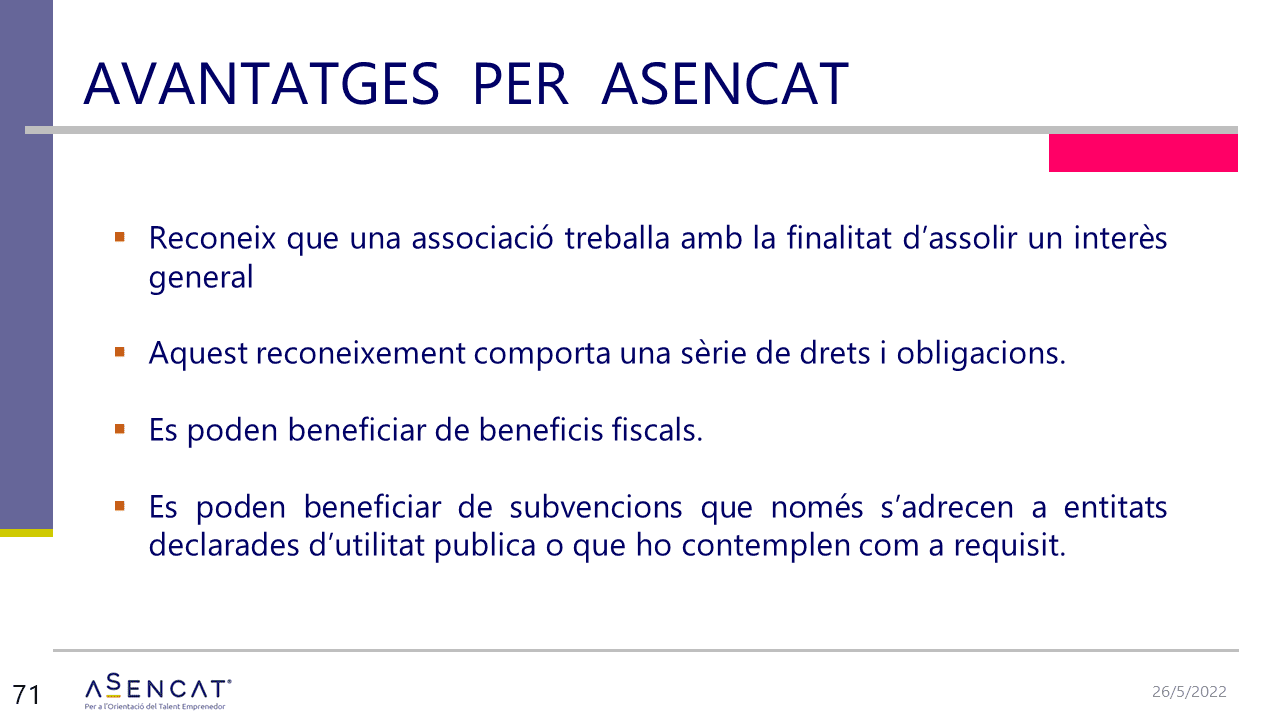 AVANTATGES PER ASENCAT
Reconeix que una associació treballa amb la finalitat d’assolir un interès
general
Aquest reconeixement comporta una sèrie de drets i obligacions.
Es poden beneficiar de beneficis fiscals.
Es poden beneficiar de subvencions que només s’adrecen a entitats
declarades d’utilitat publica o que ho contemplen com a requisit.
71
ASENCAT®
Per a l’Orientació del Talent Emprenedor
26/5/2022